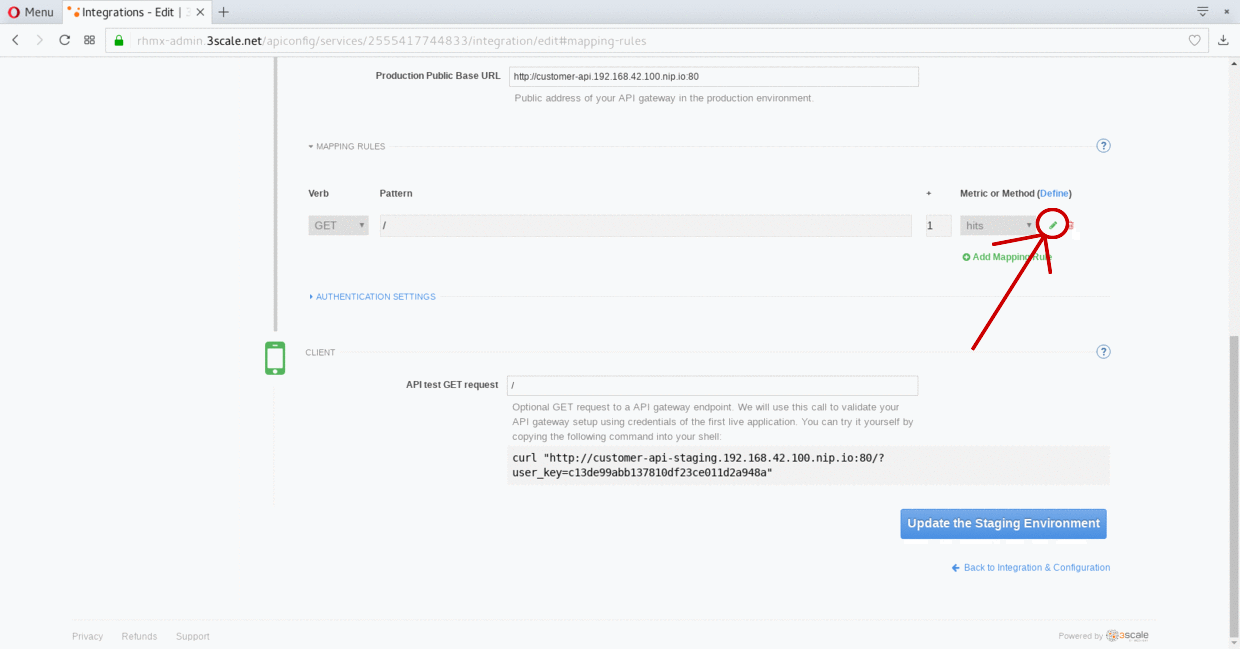 Menu
Integrations - Edit |
rhmx-admin.3scale.net/apiconfig/services/2555417744833/integration/edit#mapping-rules
Production Public Base URL
http://customer-api.192.168.42.100.nip.io:80
Public address of your API gateway in the production environment.
MAPPING RULES
?
Verb Pattern + Metric or Method (Define)
GET / 1 hits
Add Mapping Rule
AUTHENTICATION SETTINGS
CLIENT
?
API test GET request /
Optional GET request to a API gateway endpoint. We will use this call to validate your
API gateway setup using credentials of the first live application. You can try it yourself by
copying the following command into your shell:
curl "http://customer-api-staging.192.168.42.100.nip.io:80/?
user_key=c13de99abb137810df23ce011d2a948a"
Update the Staging Environment
Back to Integration & Configuration
Privacy Refunds Support
Powered by 3scale